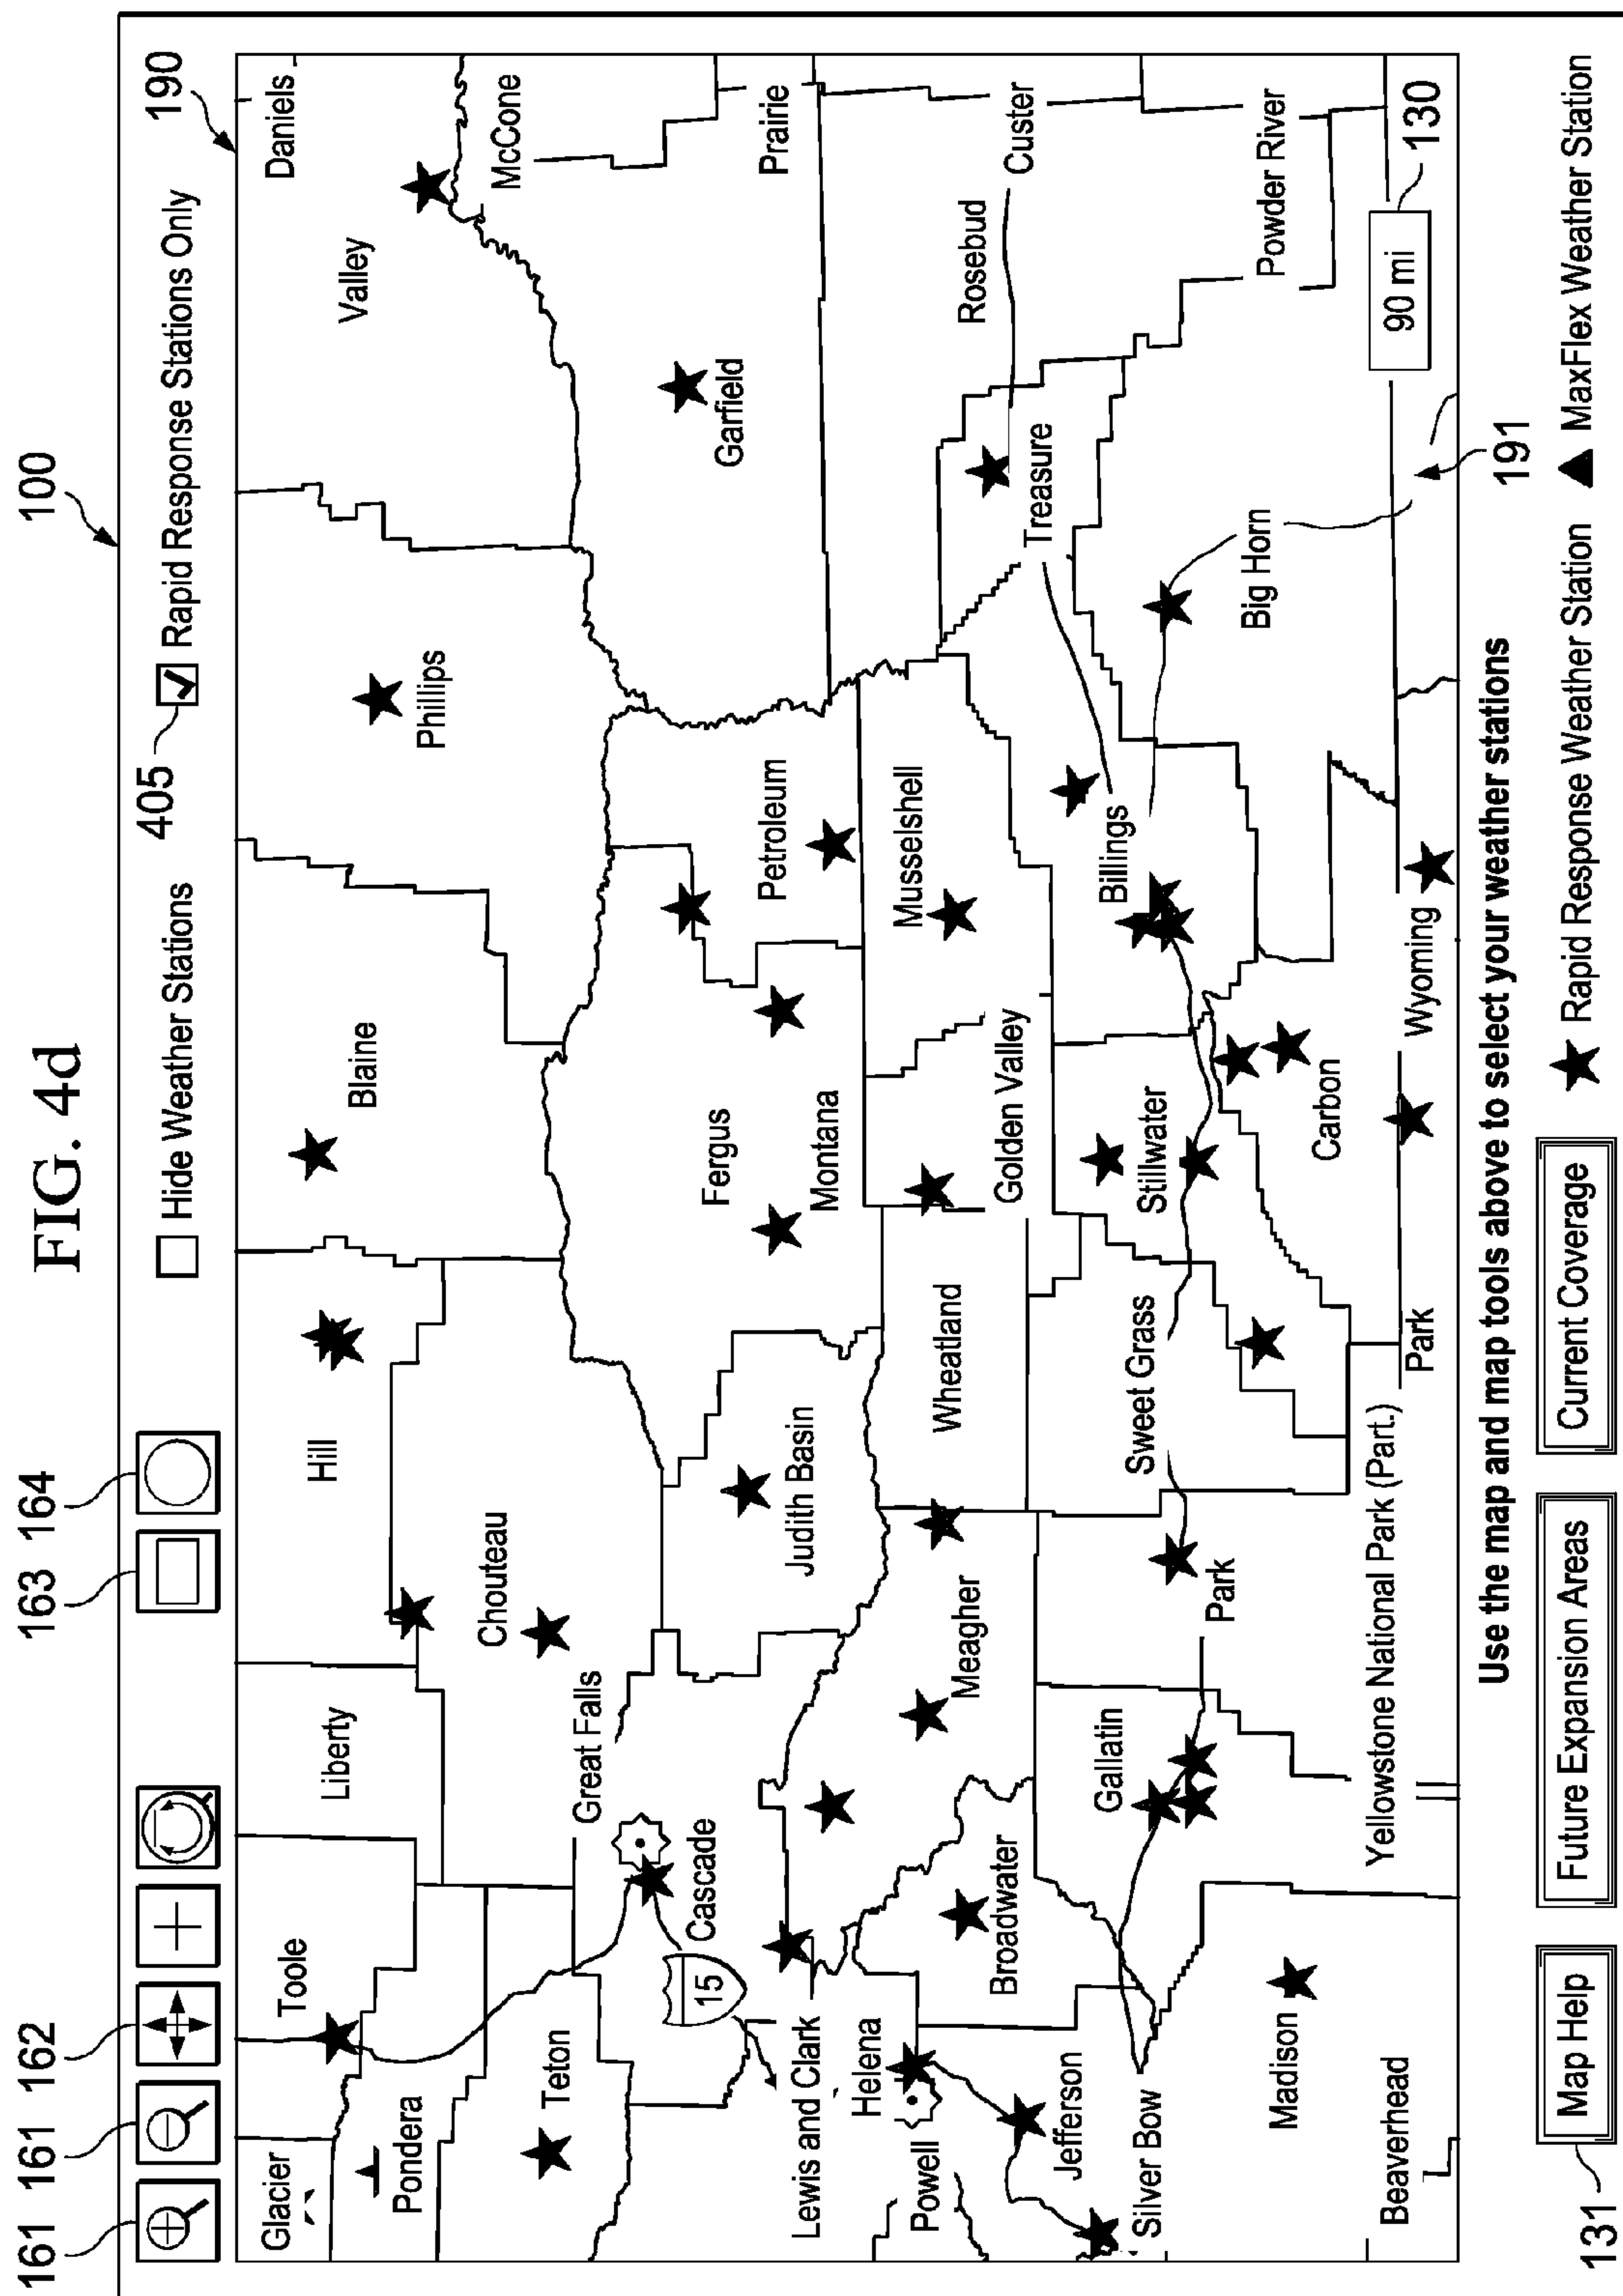 FIG. 4d
100
161
161
162
163
164
405
190
Hide Weather Stations
Rapid Response Stations Only
Glacier
Toole
Liberty
Hill
Blaine
Phillips
Valley
Daniels
Pondera
Chouteau
McCone
Teton
Great Falls
Cascade
15
Judith Basin
Fergus
Montana
Petroleum
Garfield
Prairie
Lewis and Clark
Helena
Powell
Broadwater
Meagher
Wheatland
Golden Valley
Musselshell
Rosebud
Custer
Treasure
Jefferson
Silver Bow
Gallatin
Park
Sweet Grass
Stillwater
Billings
Big Horn
Powder River
Madison
Carbon
Beaverhead
Yellowstone National Park (Part.)
Park
Wyoming
90 mi
130
191
Use the map and map tools above to select your weather stations
131
Map Help
Future Expansion Areas
Current Coverage
Rapid Response Weather Station
MaxFlex Weather Station